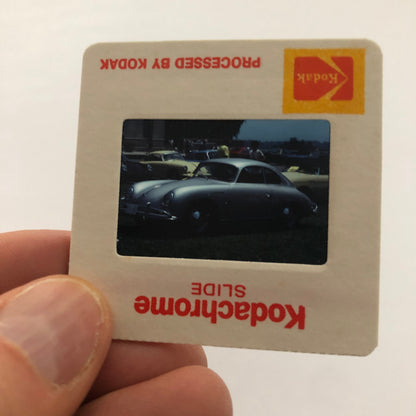 Kodachrome
SLIDE
Kodak
PROCESSED BY KODAK